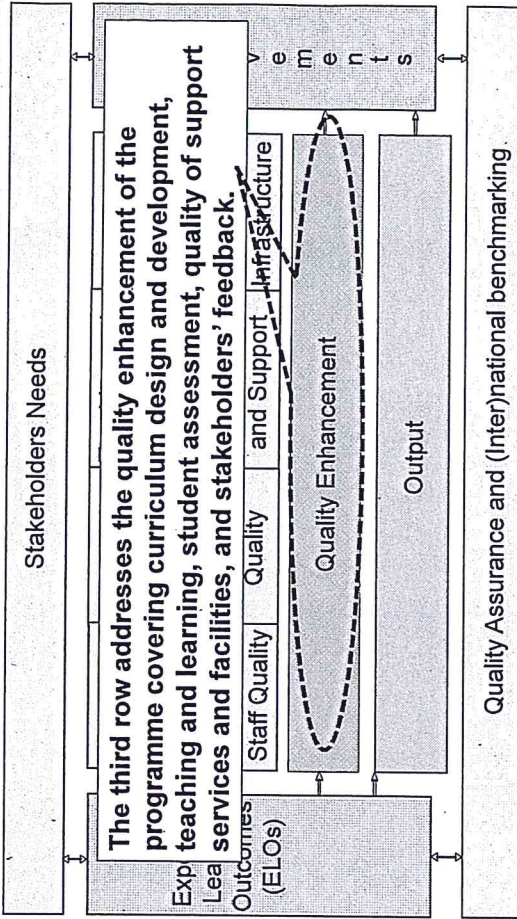 Stakeholders Needs
The third row addresses the quality enhancement of the
programme covering curriculum design and development,
teaching and learning, student assessment, quality of support
services and facilities, and stakeholders' feedback.
Exp
Lea
Outcomes
(ELOs)
Staff Quality
Quality
and Support
Infrastructure
Quality Enhancement
Output
v
e
m
e
n
t
s
Quality Assurance and (Inter)national benchmarking